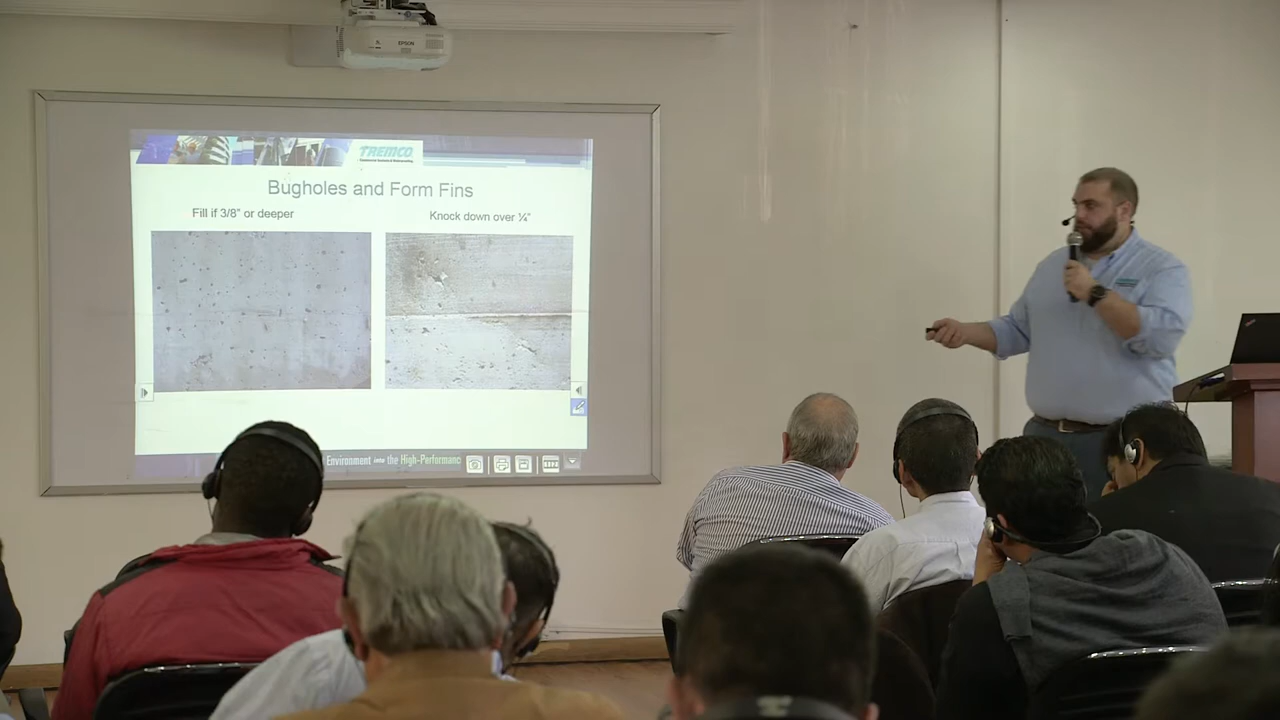 EPSON
TREMCO
Bugholes and Form Fins
Fill if 3/8" or deeper
Knock down over ¼"
Environment into the High-Performanc